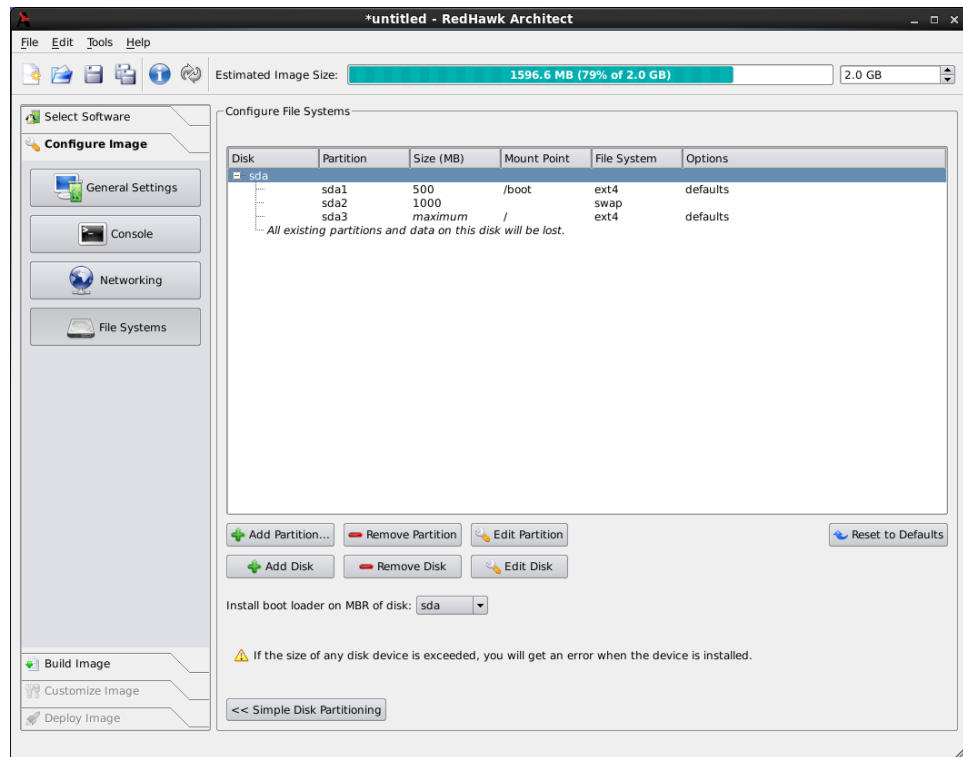 *untitled - RedHawk Architect
File Edit Tools Help
Estimated Image Size: 1596.6 MB (79% of 2.0 GB) 2.0 GB
Select Software
Configure Image
General Settings
Console
Networking
File Systems
Build Image
Customize Image
Deploy Image
Configure File Systems
Disk Partition Size (MB) Mount Point File System Options
sda
sda1 500 /boot ext4 defaults
sda2 1000 swap
sda3 maximum / ext4 defaults
All existing partitions and data on this disk will be lost.
Add Partition... Remove Partition Edit Partition Reset to Defaults
Add Disk Remove Disk Edit Disk
Install boot loader on MBR of disk: sda
If the size of any disk device is exceeded, you will get an error when the device is installed.
<< Simple Disk Partitioning